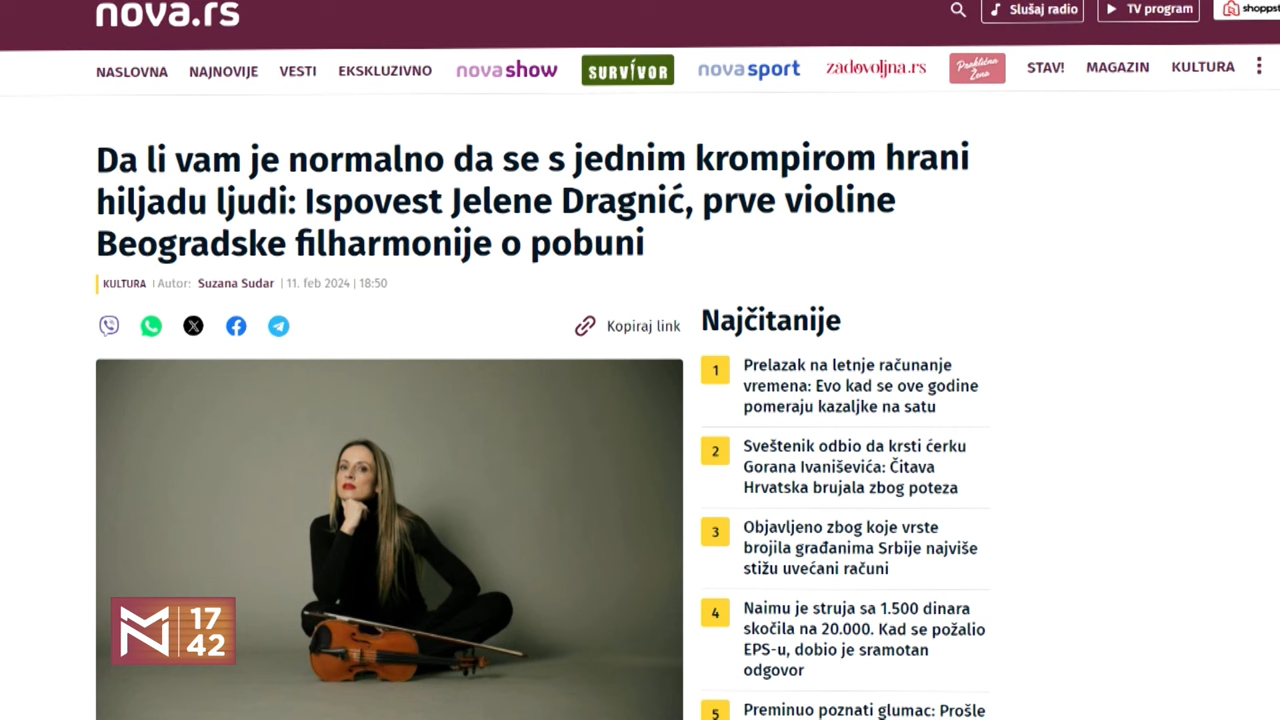 nova.rs
Slušaj radio
TV program
NASLOVNA NAJNOVIJE VESTI EKSKLUZIVNO novashow SURVIVOR novasport zadovoljna.rs Praktična Žena STAV! MAGAZIN KULTURA
Da li vam je normalno da se s jednim krompirom hrani
hiljadu ljudi: Ispovest Jelene Dragnić, prve violine
Beogradske filharmonije o pobuni
KULTURA | Autor: Suzana Sudar | 11. feb 2024 | 18:50
Kopiraj link
Najčitanije
1
Prelazak na letnje računanje
vremena: Evo kad se ove godine
pomeraju kazaljke na satu
2
Sveštenik odbio da krsti ćerku
Gorana Ivaniševića: Čitava
Hrvatska brujala zbog poteza
3
Objavljeno zbog koje vrste
brojila građanima Srbije najviše
stižu uvećani računi
4
Naimu je struja sa 1.500 dinara
skočila na 20.000. Kad se požalio
EPS-u, dobio je sramotan
odgovor
5
Preminuo poznati glumac: Prošle
17
42